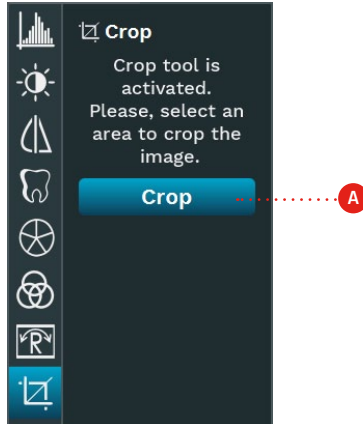 Crop
Crop tool is
activated.
Please, select an
area to crop the
image.
Crop
A
R